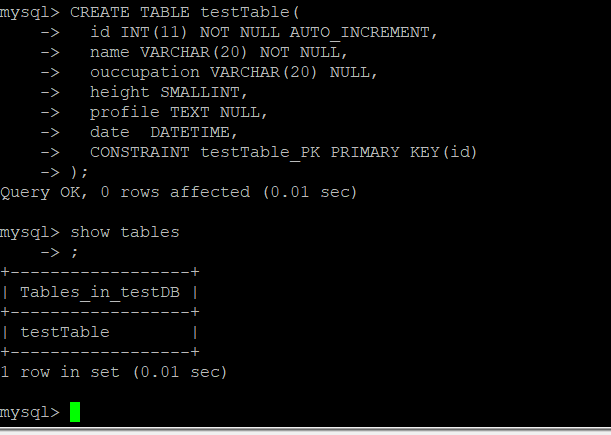 mysql> CREATE TABLE testTable(
    ->   id INT(11) NOT NULL AUTO_INCREMENT,
    ->   name VARCHAR(20) NOT NULL,
    ->   ouccupation VARCHAR(20) NULL,
    ->   height SMALLINT,
    ->   profile TEXT NULL,
    ->   date  DATETIME,
    ->   CONSTRAINT testTable_PK PRIMARY KEY(id)
    -> );
Query OK, 0 rows affected (0.01 sec)
mysql> show tables
    -> ;
+------------------+
| Tables_in_testDB |
+------------------+
| testTable        |
+------------------+
1 row in set (0.01 sec)
mysql>